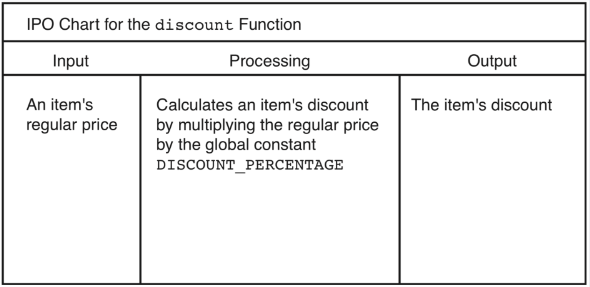 IPO Chart for the discount Function
Input
Processing
Output
An item's
regular price
Calculates an item's discount
by multiplying the regular price
by the global constant
DISCOUNT_PERCENTAGE
The item's discount